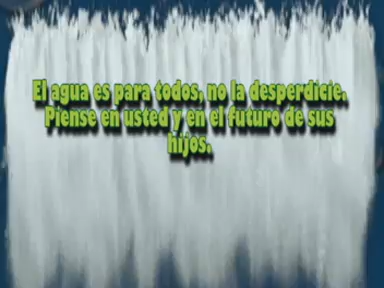 El agua es para todos, no la desperdicie.
Piense en usted y en el futuro de sus
hijos.